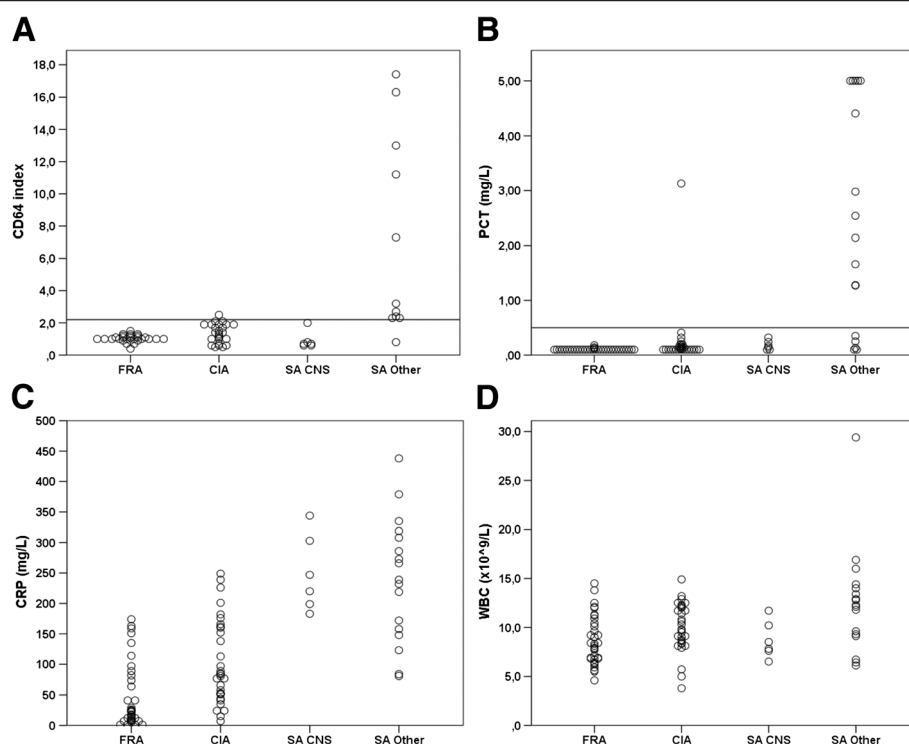 A
CD64 index
18,0
16,0
14,0
12,0
10,0
8,0
6,0
4,0
2,0
,0
FRA CIA SA CNS SA Other
B
PCT (mg/L)
5,00
4,00
3,00
2,00
1,00
,00
FRA CIA SA CNS SA Other
C
CRP (mg/L)
500
450
400
350
300
250
200
150
100
50
0
FRA CIA SA CNS SA Other
D
WBC (x10^9/L)
30,0
25,0
20,0
15,0
10,0
5,0
,0
FRA CIA SA CNS SA Other